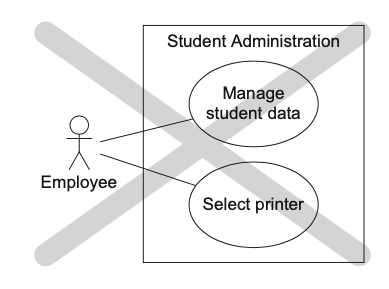 Student Administration
Manage
student data
Employee
Select printer